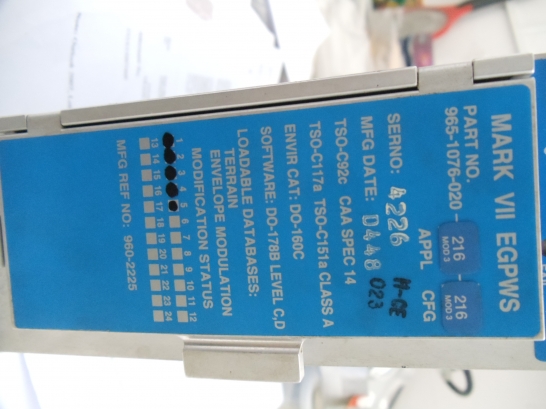 MARK VII EGPWS
PART NO. APPL CFG
965-1076-020- 216 - 216
MOD 3 MOD 3
SERNO: 4226
MFG DATE: D448 023
TSO-C92c CAA SPEC 14
TSO-C117a TSO-C151a CLASS A
ENVIR CAT: DO-160C
SOFTWARE: DO-178B LEVEL C,D
LOADABLE DATABASES:
TERRAIN
ENVELOPE MODULATION
MODIFICATION STATUS
1 2 3 4 5 6 7 8 9 10 11 12
13 14 15 16 17 18 19 20 21 22 23 24
MFG REF NO: 960-2225